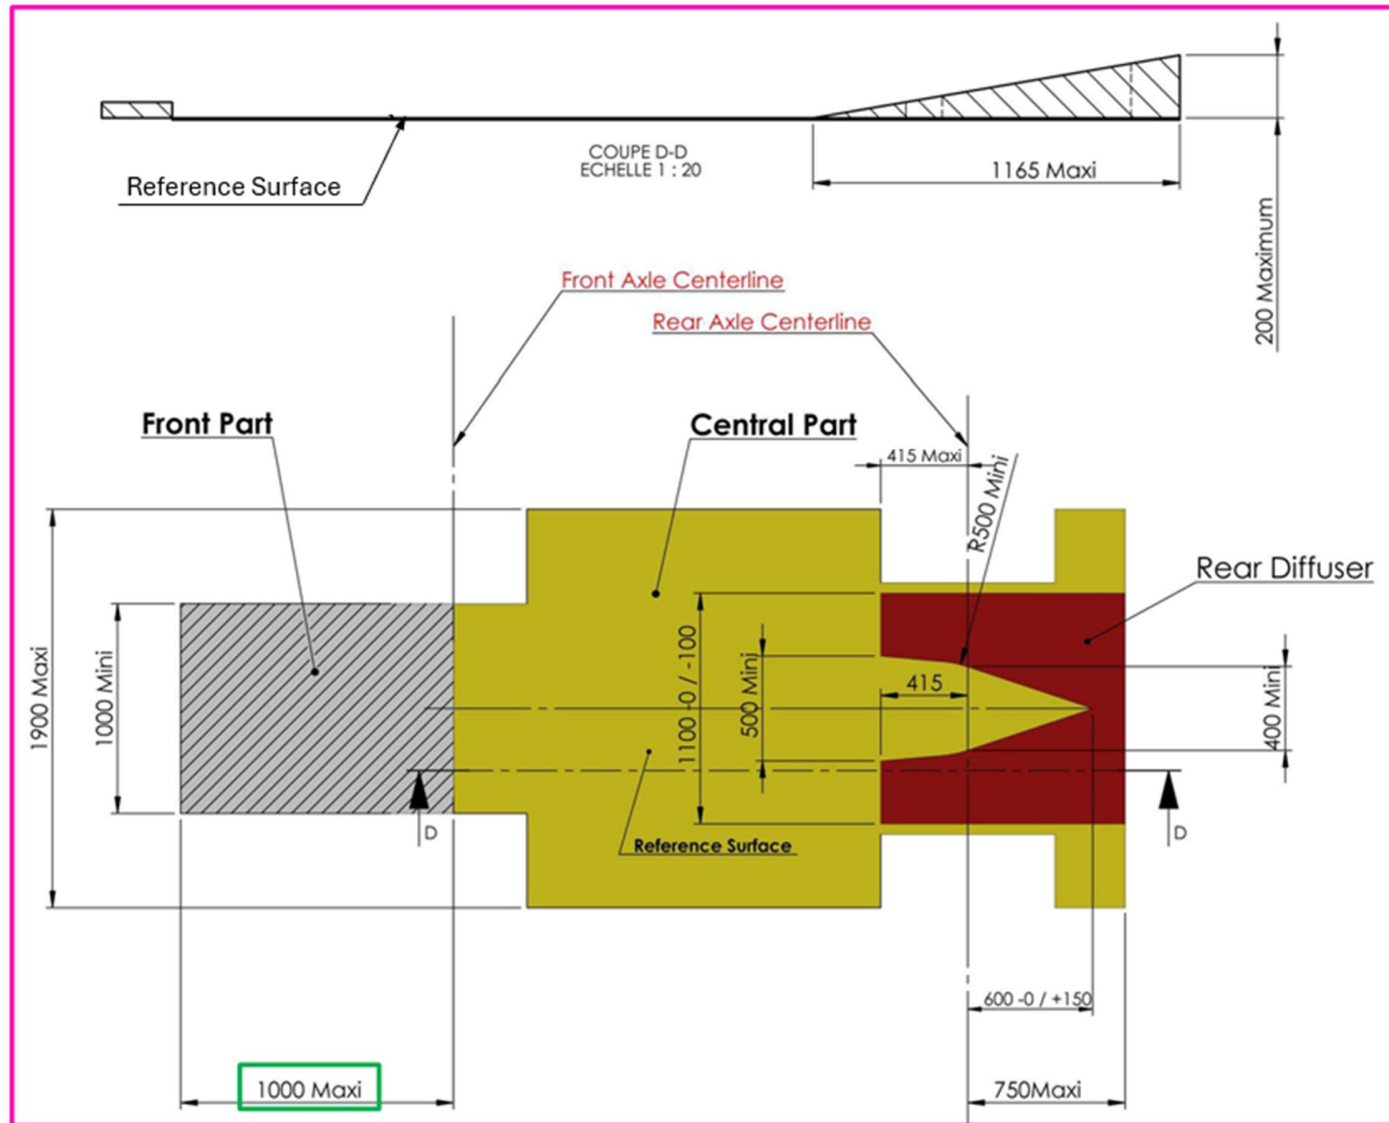 COUPE D-D
ECHELLE 1 : 20
Reference Surface
1165 Maxi
200 Maximum
Front Axle Centerline
Rear Axle Centerline
Front Part
Central Part
415 Maxi
R500 Mini
Rear Diffuser
1900 Maxi
1000 Mini
1100 -0 / -100
500 Mini
415
400 Mini
D
Reference Surface
D
600 -0 / +150
1000 Maxi
750Maxi